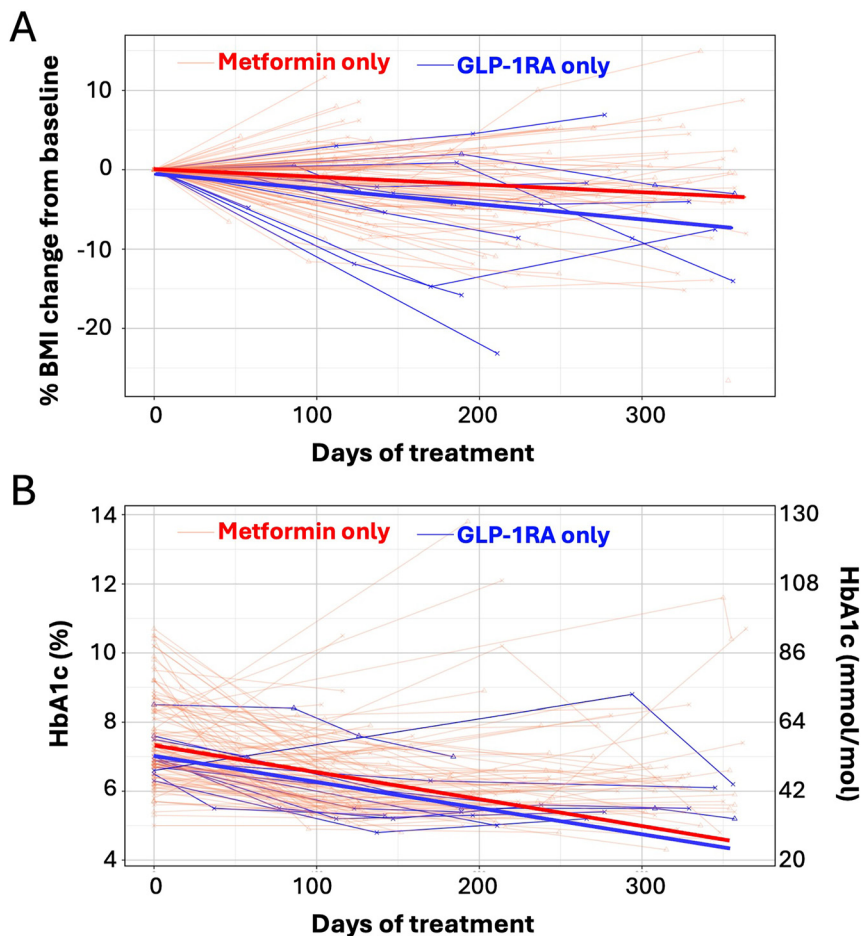 A
Metformin only
GLP-1RA only
% BMI change from baseline
10
0
-10
-20
0
100
200
300
Days of treatment
B
Metformin only
GLP-1RA only
HbA1c (%)
14
12
10
8
6
4
130
108
86
64
42
20
HbA1c (mmol/mol)
0
100
200
300
Days of treatment